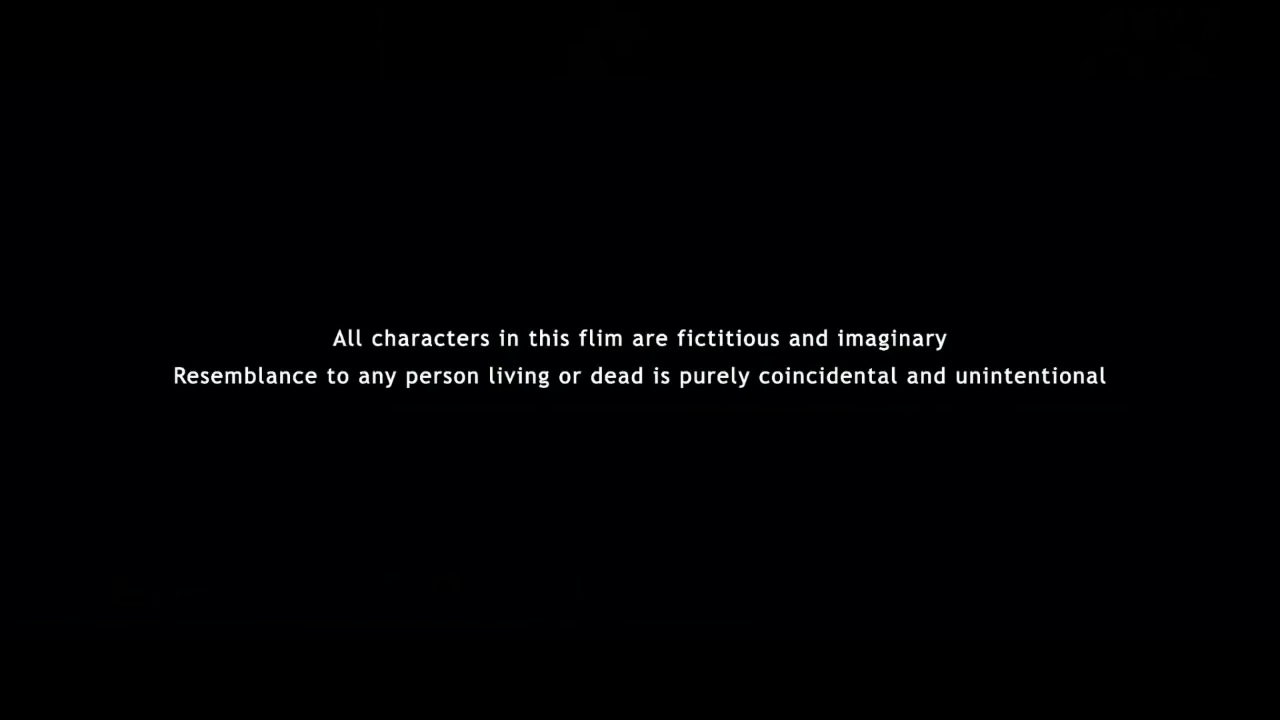 All characters in this flim are fictitious and imaginary
Resemblance to any person living or dead is purely coincidental and unintentional